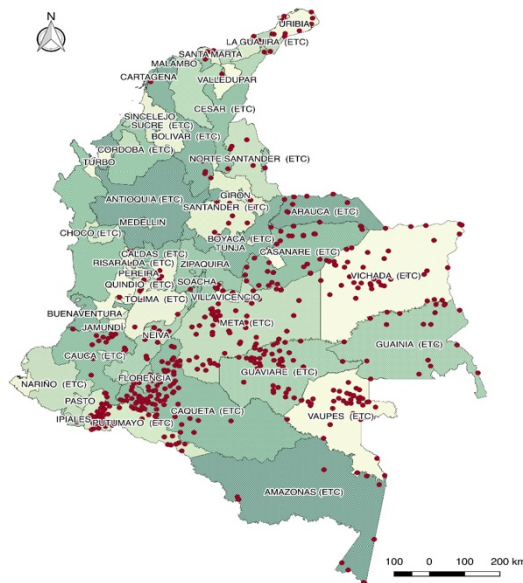 N
URIBIA
LA GUAJIRA (ETC)
SANTA MARTA
MALAMBO
CARTAGENA
VALLEDUPAR
CESAR (ETC)
SINCELEJO
SUCRE (ETC)
BOLIVAR (ETC)
CORDOBA (ETC)
TURBO
NORTE SANTANDER (ETC)
ANTIOQUIA (ETC)
GIRON
SANTANDER (ETC)
ARAUCA (ETC)
MEDELLIN
CHOCO (ETC)
BOYACA (ETC)
TUNJA
CASANARE (ETC)
CALDAS (ETC)
RISARALDA (ETC)
ZIPAQUIRA
PEREIRA
SOACHA
VICHADA (ETC)
QUINDIO (ETC)
VILLAVICENCIO
TOLIMA (ETC)
BUENAVENTURA
META (ETC)
JAMUNDI
NEIVA
GUAINIA (ETC)
CAUCA (ETC)
GUAVIARE (ETC)
FLORENCIA
NARIÑO (ETC)
PASTO
CAQUETA (ETC)
VAUPES (ETC)
IPIALES
PUTUMAYO (ETC)
AMAZONAS (ETC)
100 0 100 200 km